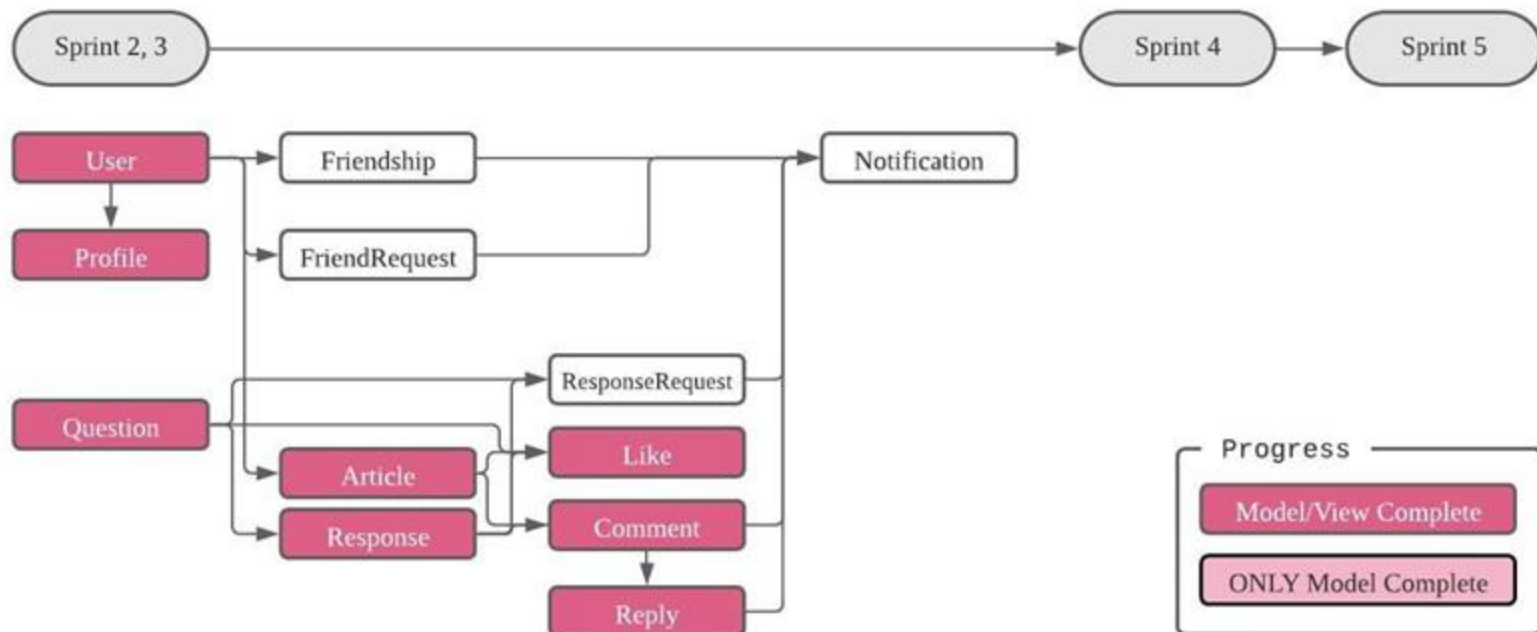 Sprint 2, 3
Sprint 4
Sprint 5
User
Friendship
Notification
Profile
FriendRequest
ResponseRequest
Question
Like
Article
Response
Comment
Reply
Progress
Model/View Complete
ONLY Model Complete